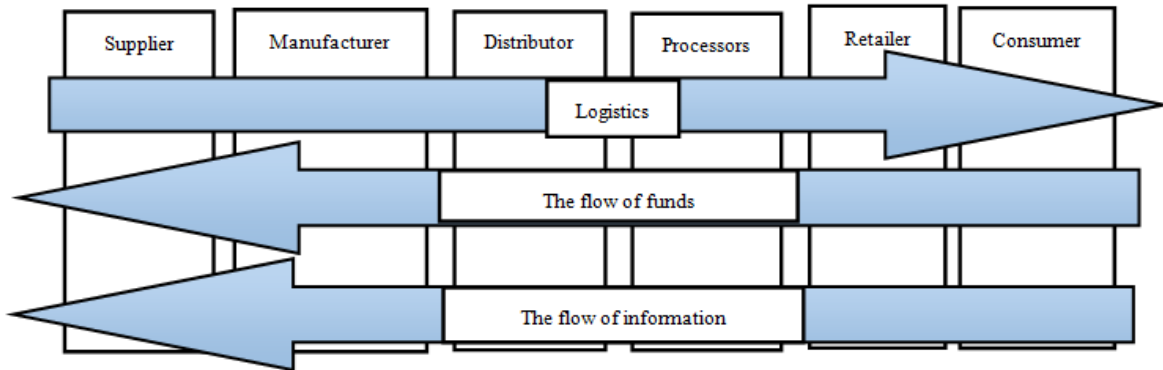 Supplier
Manufacturer
Distributor
Processors
Retailer
Consumer
Logistics
The flow of funds
The flow of information